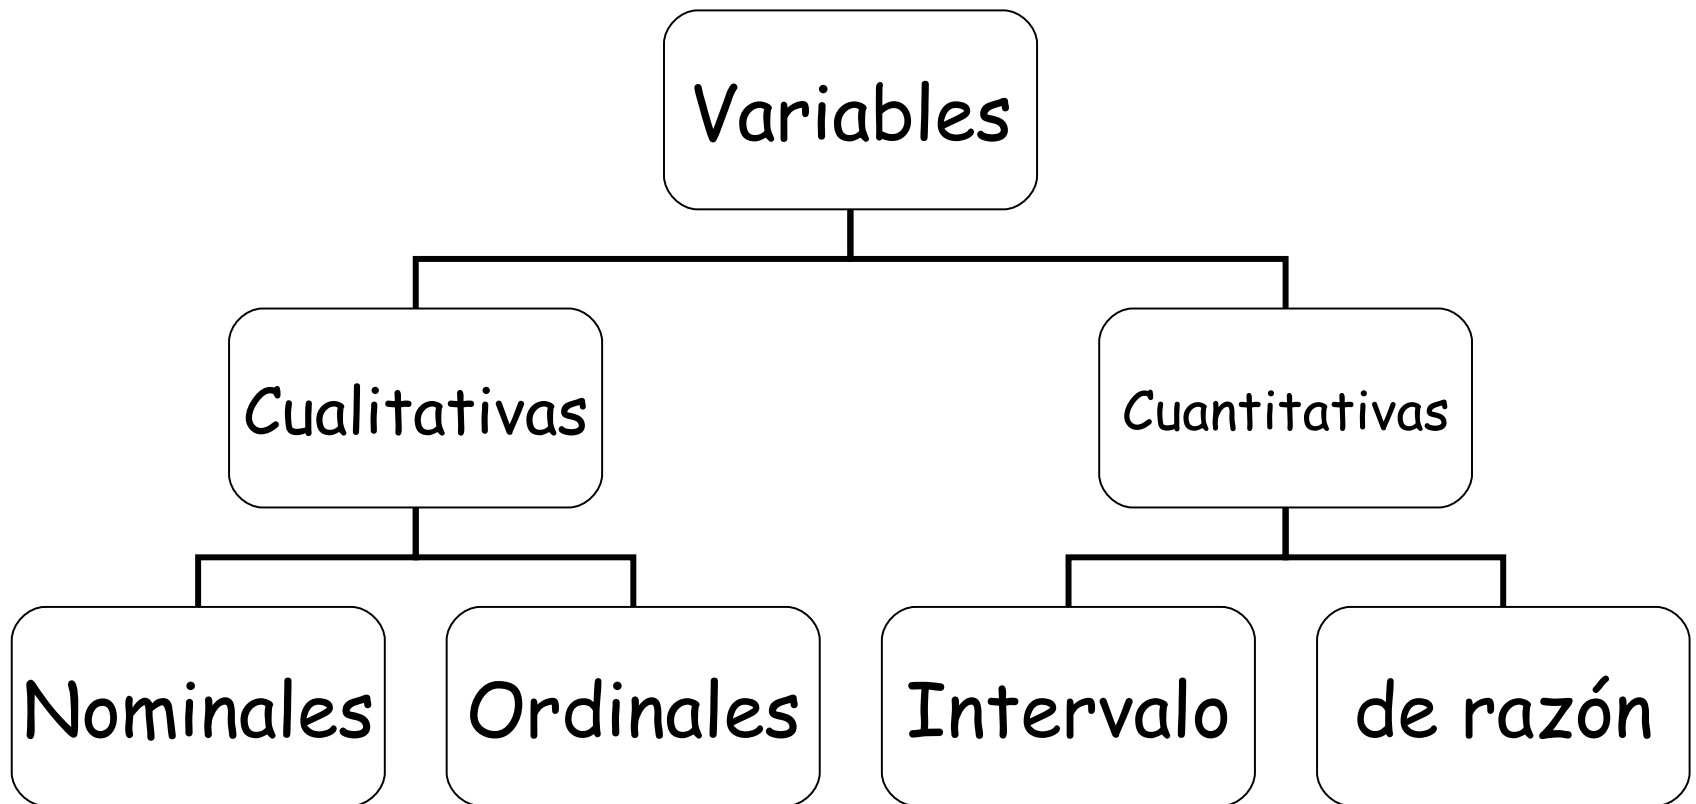 Variables
Cualitativas
Cuantitativas
Nominales
Ordinales
Intervalo
de razón